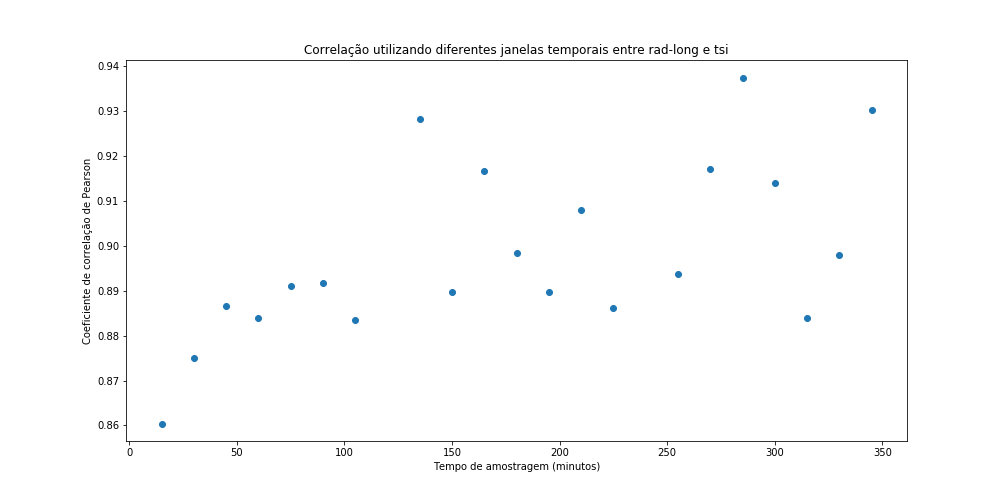 Correlação utilizando diferentes janelas temporais entre rad-long e tsi
0.94
0.93
0.92
0.91
0.90
0.89
0.88
0.87
0.86
Coeficiente de correlação de Pearson
0 50 100 150 200 250 300 350
Tempo de amostragem (minutos)